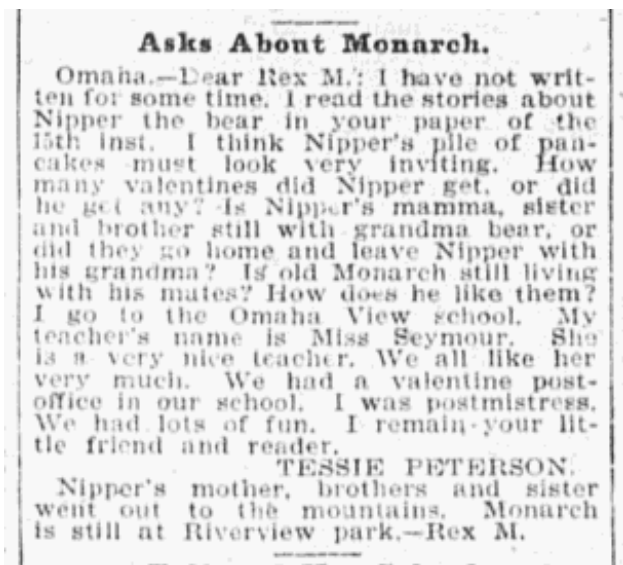 Asks About Monarch.
Omaha.—Dear Rex M.: I have not writ-
ten for some time. I read the stories about
Nipper the bear in your paper of the
15th inst. I think Nipper's pile of pan-
cakes must look very inviting. How
many valentines did Nipper get, or did
he get any? Is Nipper's mamma, sister
and brother still with grandma bear, or
did they go home and leave Nipper with
his grandma? Is old Monarch still living
with his mates? How does he like them?
I go to the Omaha View school. My
teacher's name is Miss Seymour. She
is a very nice teacher. We all like her
very much. We had a valentine post-
office in our school. I was postmistress.
We had lots of fun. I remain your lit-
tle friend and reader,
TESSIE PETERSON.
Nipper's mother, brothers and sister
went out to the mountains. Monarch
is still at Riverview park.—Rex M.